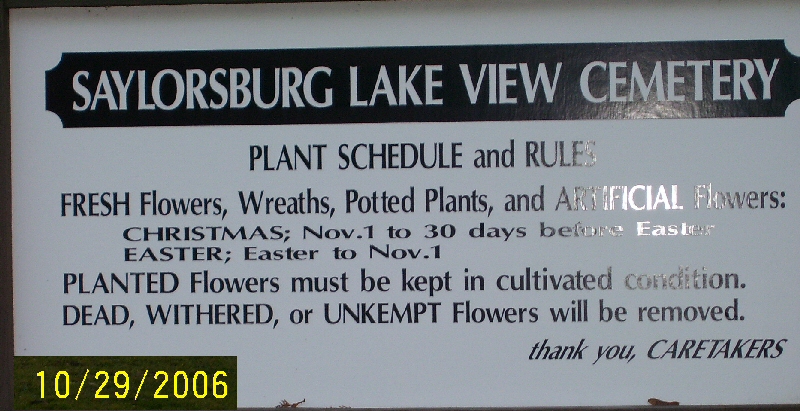 SAYLORSBURG LAKE VIEW CEMETERY
PLANT SCHEDULE and RULES
FRESH Flowers, Wreaths, Potted Plants, and ARTIFICIAL Flowers:
CHRISTMAS; Nov.1 to 30 days before Easter
EASTER; Easter to Nov.1
PLANTED Flowers must be kept in cultivated condition.
DEAD, WITHERED, or UNKEMPT Flowers will be removed.
thank you, CARETAKERS
10/29/2006